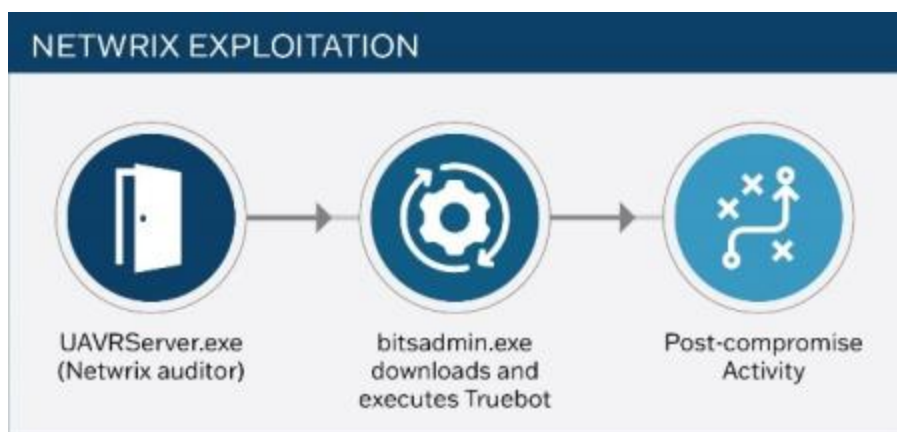 NETWRIX EXPLOITATION
UAVRServer.exe
(Netwrix auditor)
bitsadmin.exe
downloads and
executes Truebot
Post-compromise
Activity